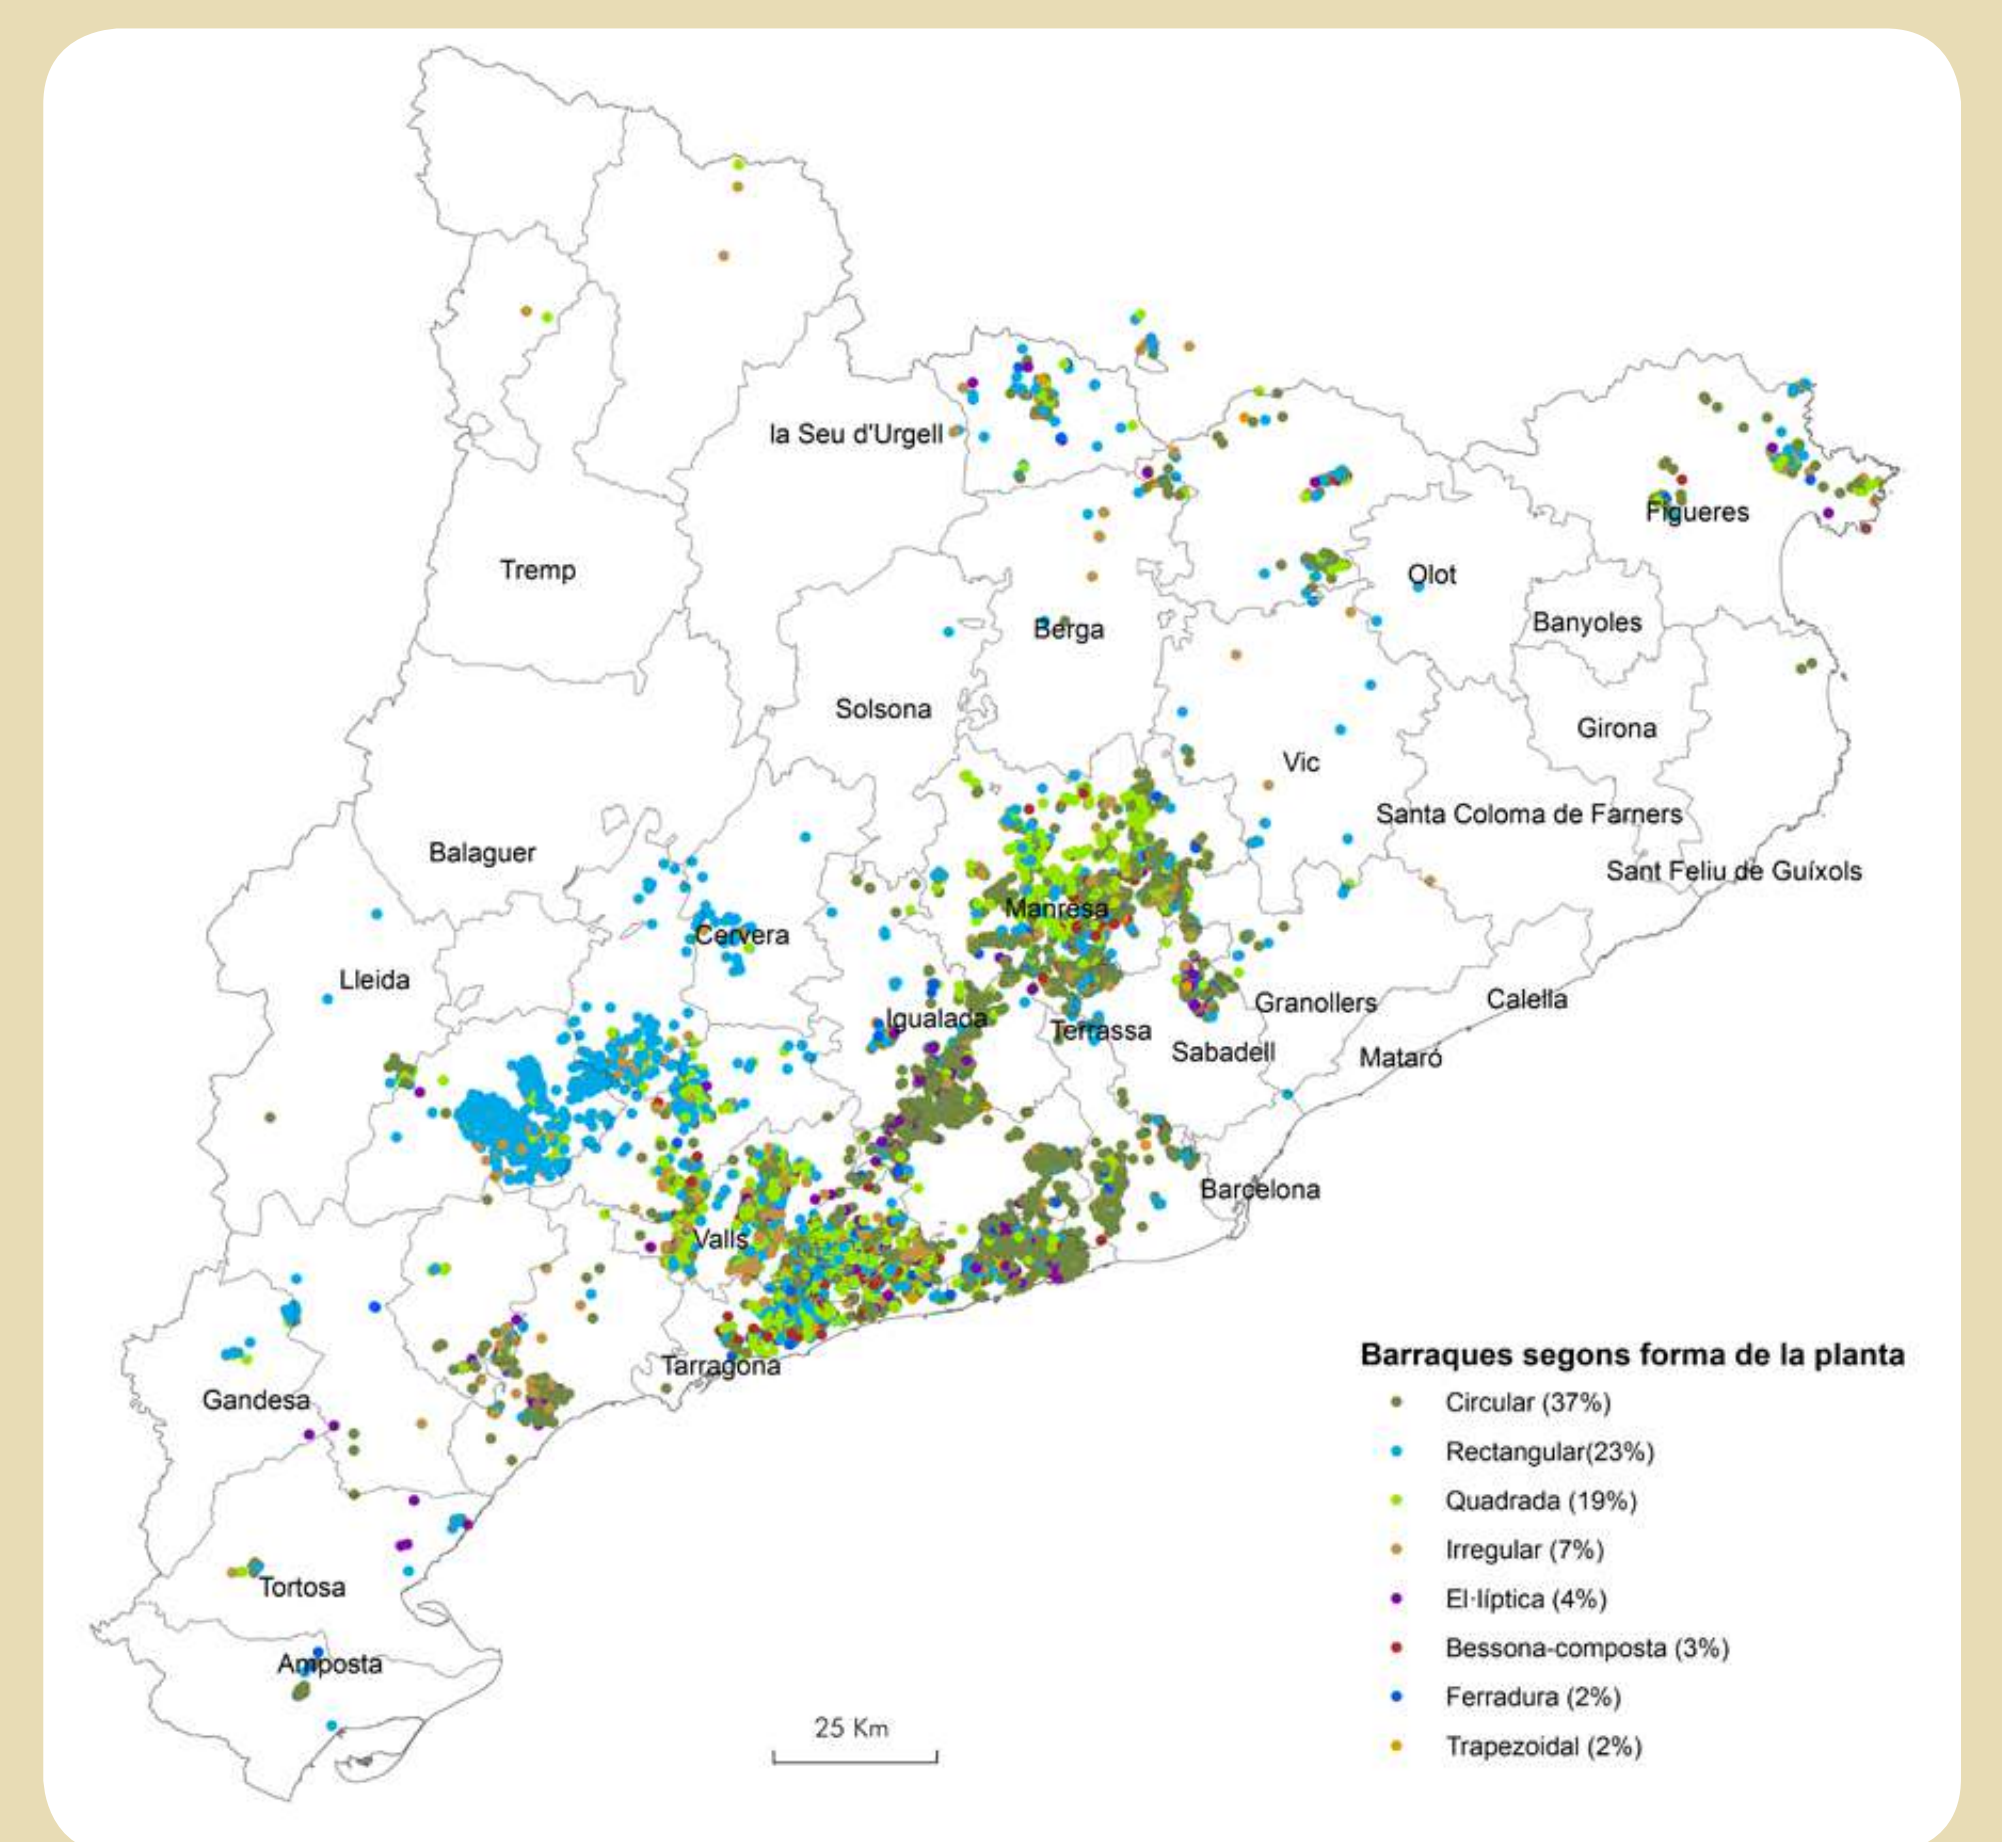 la Seu d'Urgell
Figueres
Tremp
Olot
Banyoles
Berga
Solsona
Girona
Vic
Santa Coloma de Farners
Balaguer
Sant Feliu de Guíxols
Manresa
Cervera
Lleida
Granollers
Calella
Igualada
Terrassa
Sabadell
Mataró
Barcelona
Valls
Tarragona
Gandesa
Tortosa
Amposta
25 Km
Barraques segons forma de la planta
Circular (37%)
Rectangular(23%)
Quadrada (19%)
Irregular (7%)
El·líptica (4%)
Bessona-composta (3%)
Ferradura (2%)
Trapezoidal (2%)